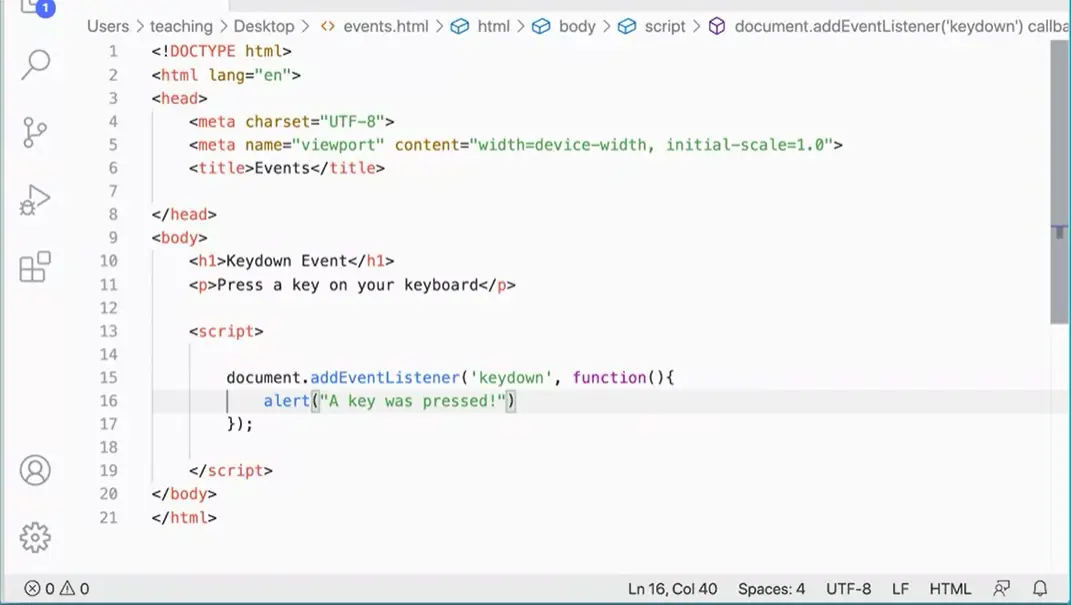 1
Users > teaching > Desktop > <> events.html > html > body > script > document.addEventListener('keydown') callba
1 <!DOCTYPE html>
2 <html lang="en">
3 <head>
4 <meta charset="UTF-8">
5 <meta name="viewport" content="width=device-width, initial-scale=1.0">
6 <title>Events</title>
7
8 </head>
9 <body>
10 <h1>Keydown Event</h1>
11 <p>Press a key on your keyboard</p>
12
13 <script>
14
15 document.addEventListener('keydown', function(){
16 alert("A key was pressed!")
17 });
18
19 </script>
20 </body>
21 </html>
0 0 Ln 16, Col 40 Spaces: 4 UTF-8 LF HTML